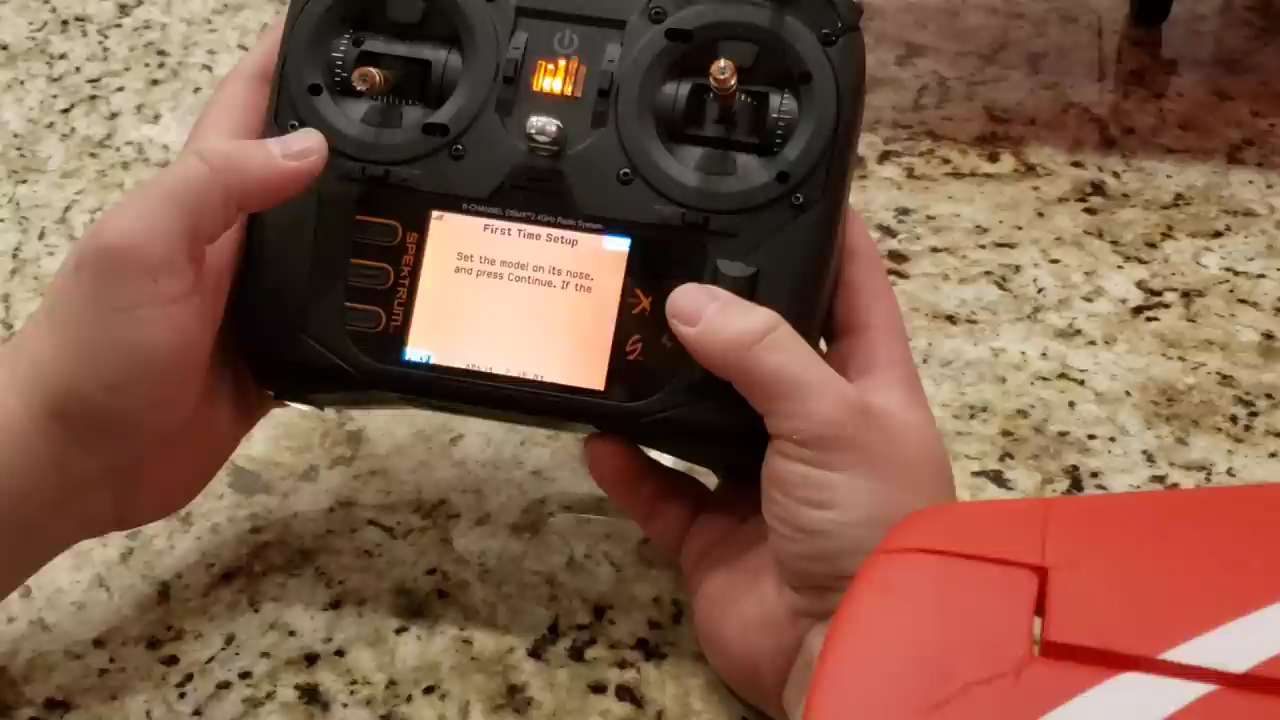 6-CHANNEL DSMX 2.4GHz Radio System
First Time Setup
Set the model on its nose,
and press Continue. If the
SPEKTRUM